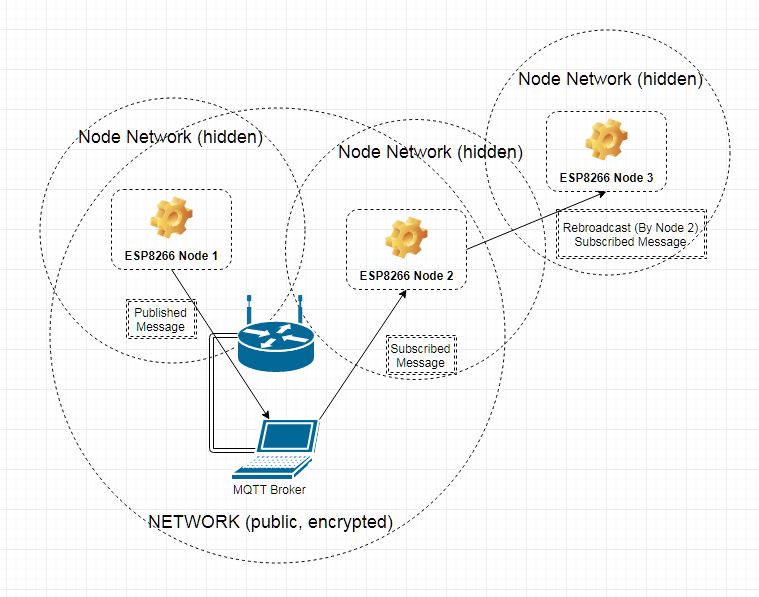 Node Network (hidden)
ESP8266 Node 3
Rebroadcast (By Node 2)
Subscribed Message
Node Network (hidden)
ESP8266 Node 1
Node Network (hidden)
ESP8266 Node 2
Published
Message
Subscribed
Message
MQTT Broker
NETWORK (public, encrypted)